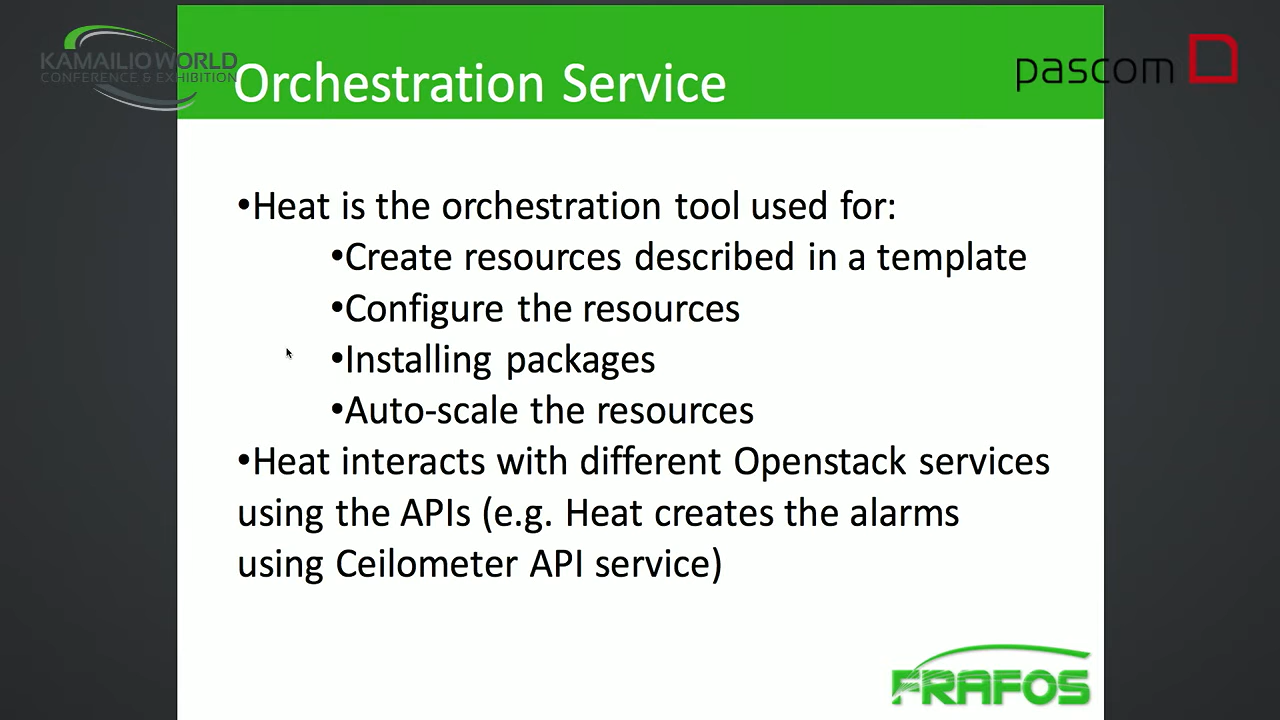 KAMAILIO WORLD
CONFERENCE & EXHIBITION
Orchestration Service
pascom
•Heat is the orchestration tool used for:
•Create resources described in a template
•Configure the resources
•Installing packages
•Auto-scale the resources
•Heat interacts with different Openstack services
using the APIs (e.g. Heat creates the alarms
using Ceilometer API service)
FRAFOS